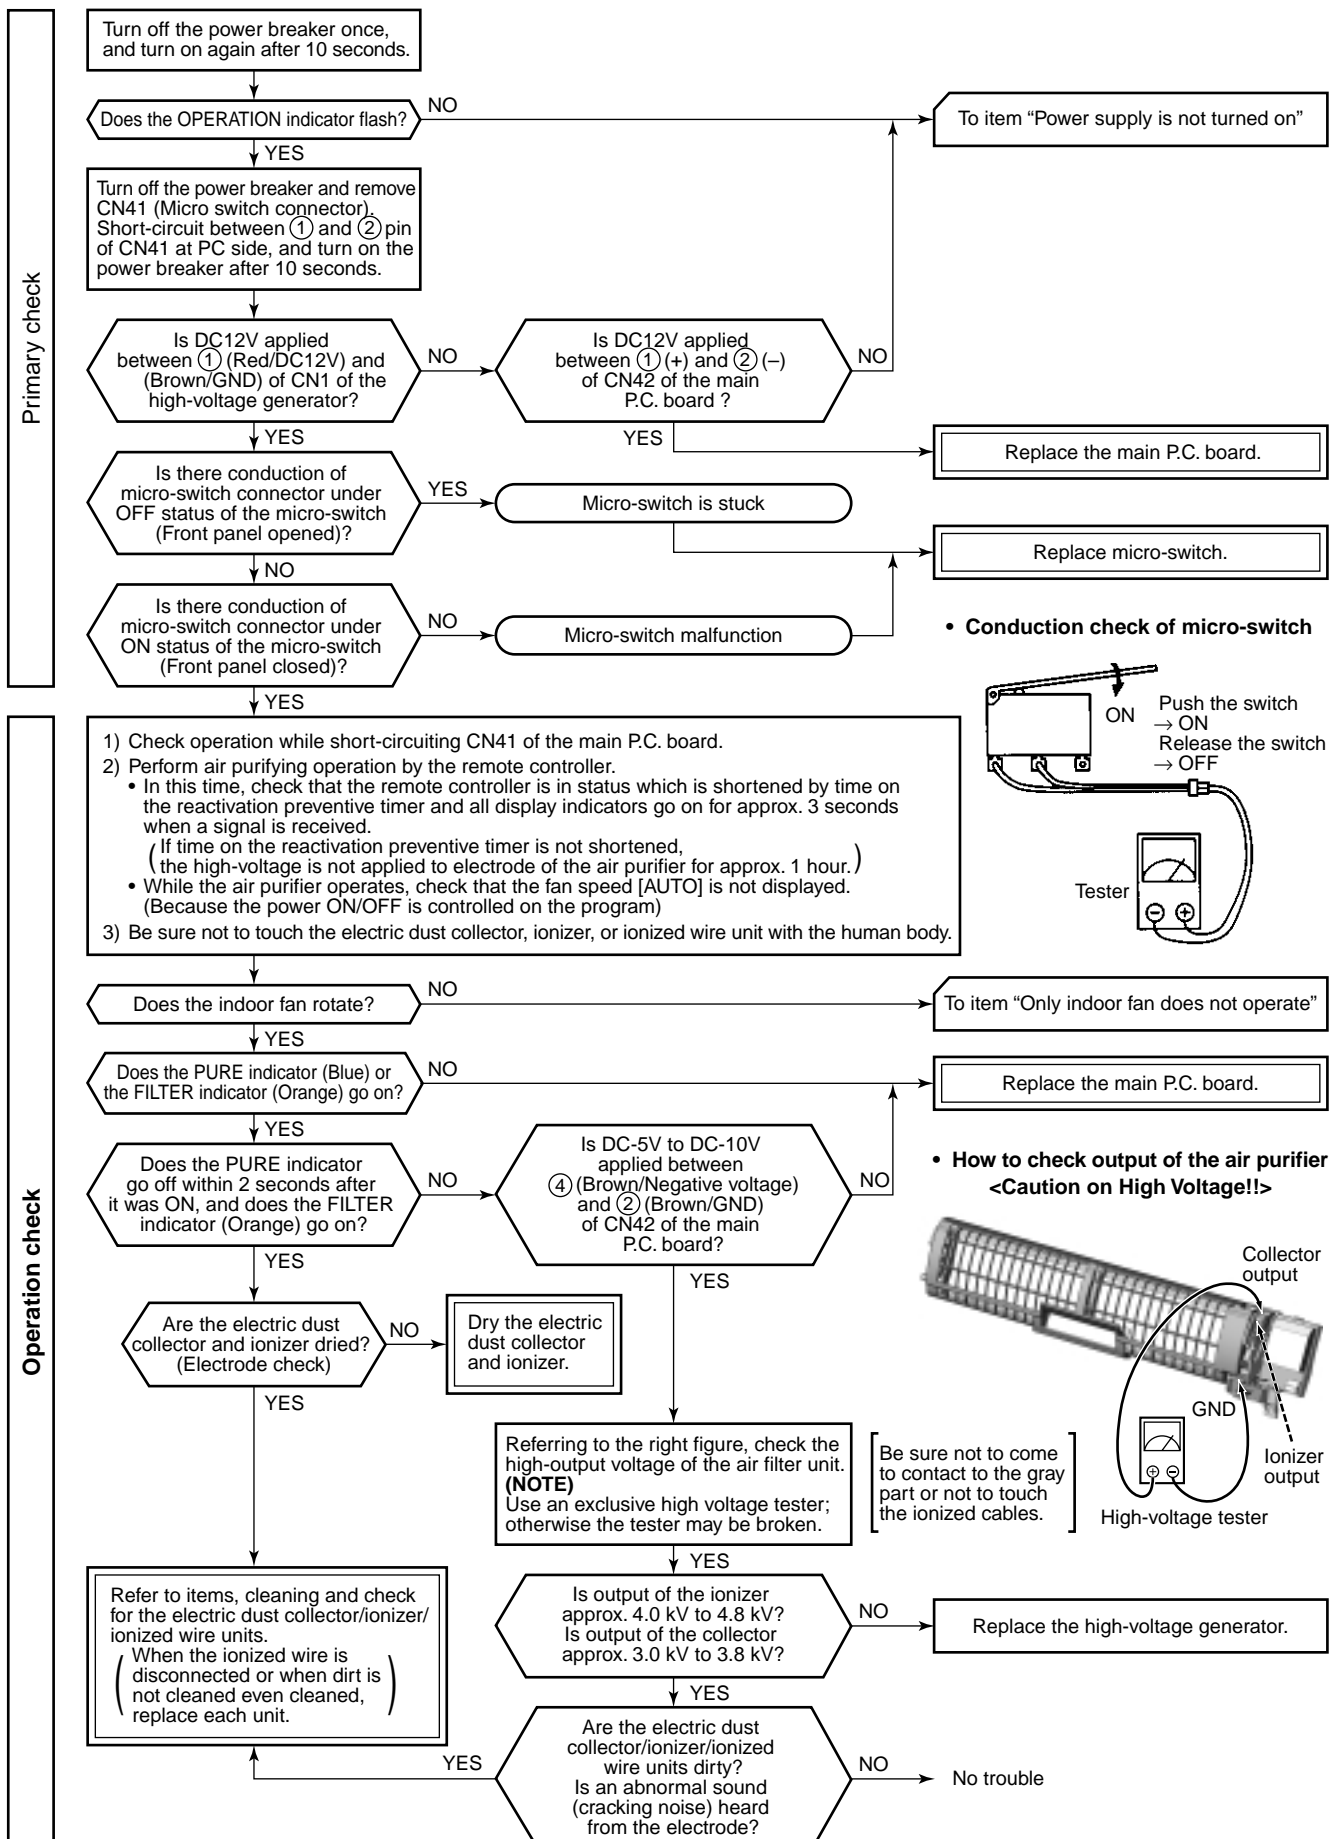 Primary check
Turn off the power breaker once,
and turn on again after 10 seconds.
Does the OPERATION indicator flash?
NO
To item “Power supply is not turned on”
YES
Turn off the power breaker and remove
CN41 (Micro switch connector).
Short-circuit between ① and ② pin
of CN41 at PC side, and turn on the
power breaker after 10 seconds.
Is DC12V applied
between ① (Red/DC12V) and
(Brown/GND) of CN1 of the
high-voltage generator?
NO
Is DC12V applied
between ① (+) and ② (–)
of CN42 of the main
P.C. board ?
NO
YES
YES
Replace the main P.C. board.
Is there conduction of
micro-switch connector under
OFF status of the micro-switch
(Front panel opened)?
YES
Micro-switch is stuck
Replace micro-switch.
NO
Is there conduction of
micro-switch connector under
ON status of the micro-switch
(Front panel closed)?
NO
Micro-switch malfunction
YES
• Conduction check of micro-switch
ON
Push the switch
→ ON
Release the switch
→ OFF
Tester
⊖ ⊕
Operation check
1) Check operation while short-circuiting CN41 of the main P.C. board.
2) Perform air purifying operation by the remote controller.
• In this time, check that the remote controller is in status which is shortened by time on
the reactivation preventive timer and all display indicators go on for approx. 3 seconds
when a signal is received.
(If time on the reactivation preventive timer is not shortened,
the high-voltage is not applied to electrode of the air purifier for approx. 1 hour.)
• While the air purifier operates, check that the fan speed [AUTO] is not displayed.
(Because the power ON/OFF is controlled on the program)
3) Be sure not to touch the electric dust collector, ionizer, or ionized wire unit with the human body.
Does the indoor fan rotate?
NO
To item “Only indoor fan does not operate”
YES
Does the PURE indicator (Blue) or
the FILTER indicator (Orange) go on?
NO
Replace the main P.C. board.
YES
Does the PURE indicator
go off within 2 seconds after
it was ON, and does the FILTER
indicator (Orange) go on?
NO
Is DC-5V to DC-10V
applied between
④ (Brown/Negative voltage)
and ② (Brown/GND)
of CN42 of the main
P.C. board?
NO
YES
YES
• How to check output of the air purifier
<Caution on High Voltage!!>
Collector
output
GND
Ionizer
output
⊕ ⊖
High-voltage tester
Are the electric dust
collector and ionizer dried?
(Electrode check)
NO
Dry the electric
dust collector
and ionizer.
YES
Referring to the right figure, check the
high-output voltage of the air filter unit.
(NOTE)
Use an exclusive high voltage tester;
otherwise the tester may be broken.
[Be sure not to come
to contact to the gray
part or not to touch
the ionized cables.]
YES
Refer to items, cleaning and check
for the electric dust collector/ionizer/
ionized wire units.
(When the ionized wire is
disconnected or when dirt is
not cleaned even cleaned,
replace each unit.)
Is output of the ionizer
approx. 4.0 kV to 4.8 kV?
Is output of the collector
approx. 3.0 kV to 3.8 kV?
NO
Replace the high-voltage generator.
YES
Are the electric dust
collector/ionizer/ionized
wire units dirty?
Is an abnormal sound
(cracking noise) heard
from the electrode?
YES
NO
No trouble